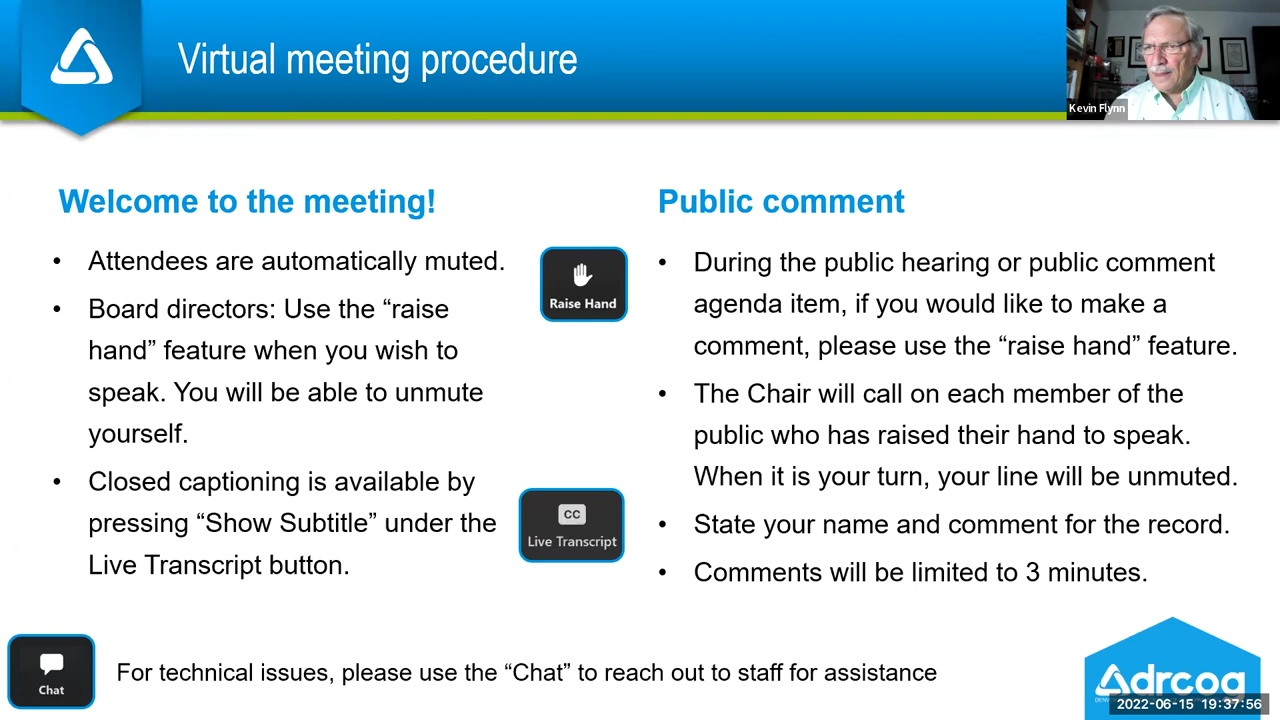 Virtual meeting procedure
Kevin Flynn
Welcome to the meeting!
• Attendees are automatically muted.
• Board directors: Use the “raise
hand” feature when you wish to
speak. You will be able to unmute
yourself.
• Closed captioning is available by
pressing “Show Subtitle” under the
Live Transcript button.
Raise Hand
CC
Live Transcript
Public comment
• During the public hearing or public comment
agenda item, if you would like to make a
comment, please use the “raise hand” feature.
• The Chair will call on each member of the
public who has raised their hand to speak.
When it is your turn, your line will be unmuted.
• State your name and comment for the record.
• Comments will be limited to 3 minutes.
Chat
For technical issues, please use the “Chat” to reach out to staff for assistance
drcog
2022-06-15 19:37:56